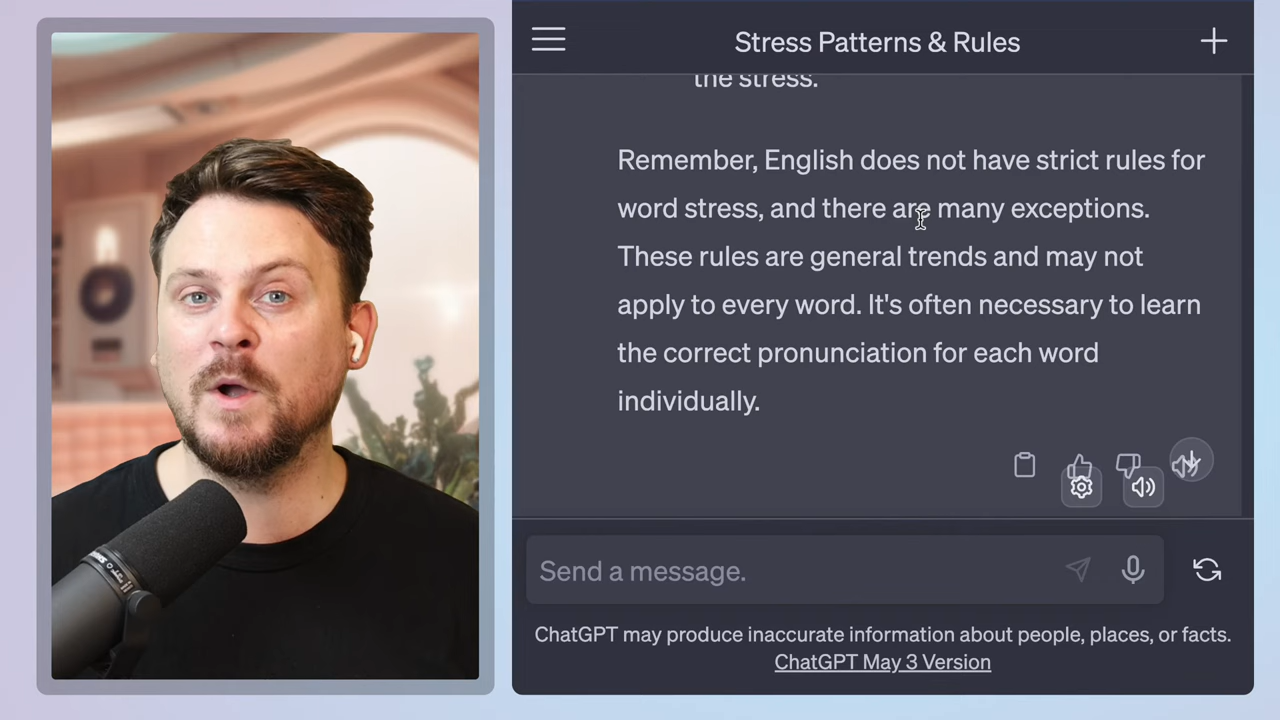 Stress Patterns & Rules
the stress.
Remember, English does not have strict rules for
word stress, and there are many exceptions.
These rules are general trends and may not
apply to every word. It's often necessary to learn
the correct pronunciation for each word
individually.
Send a message.
ChatGPT may produce inaccurate information about people, places, or facts.
ChatGPT May 3 Version